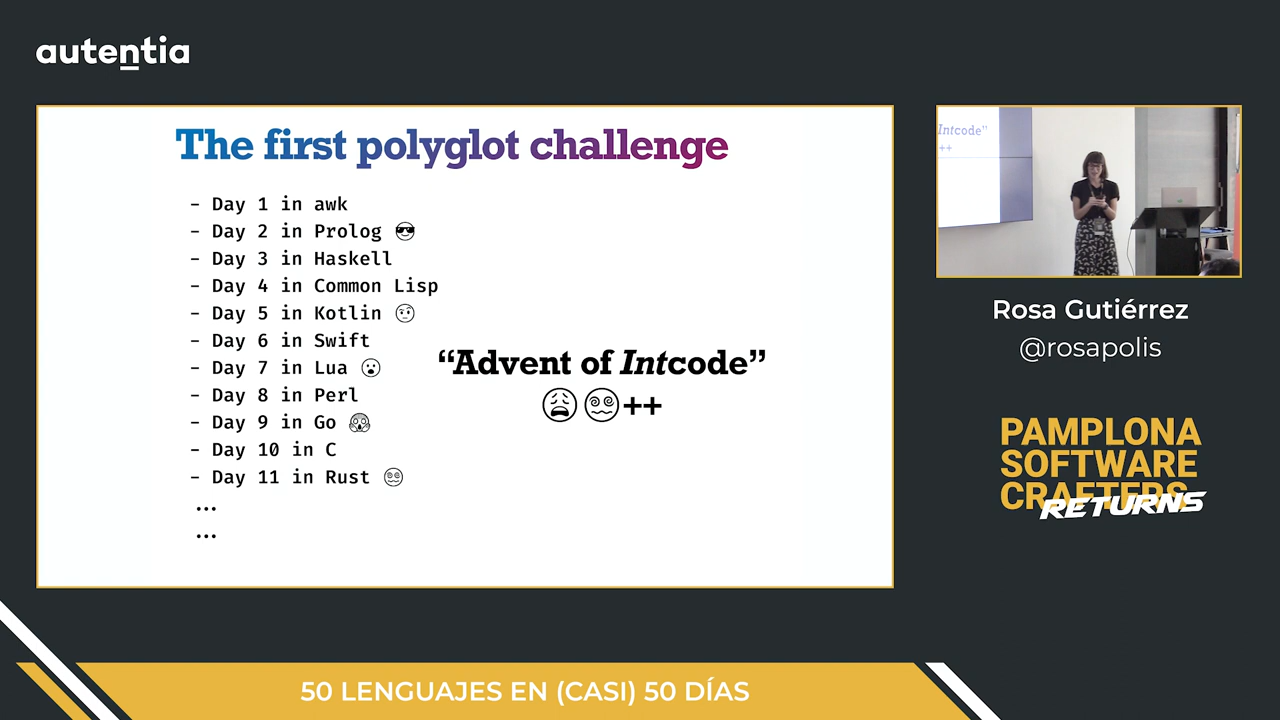 autentia
The first polyglot challenge
- Day 1 in awk
- Day 2 in Prolog 😎
- Day 3 in Haskell
- Day 4 in Common Lisp
- Day 5 in Kotlin 🤨
- Day 6 in Swift
- Day 7 in Lua 😮
- Day 8 in Perl
- Day 9 in Go 😱
- Day 10 in C
- Day 11 in Rust 😵‍💫
...
...
“Advent of Intcode”
😩😵‍💫++
Intcode”
++
Rosa Gutiérrez
@rosapolis
PAMPLONA
SOFTWARE
CRAFTERS
RETURNS
50 LENGUAJES EN (CASI) 50 DÍAS